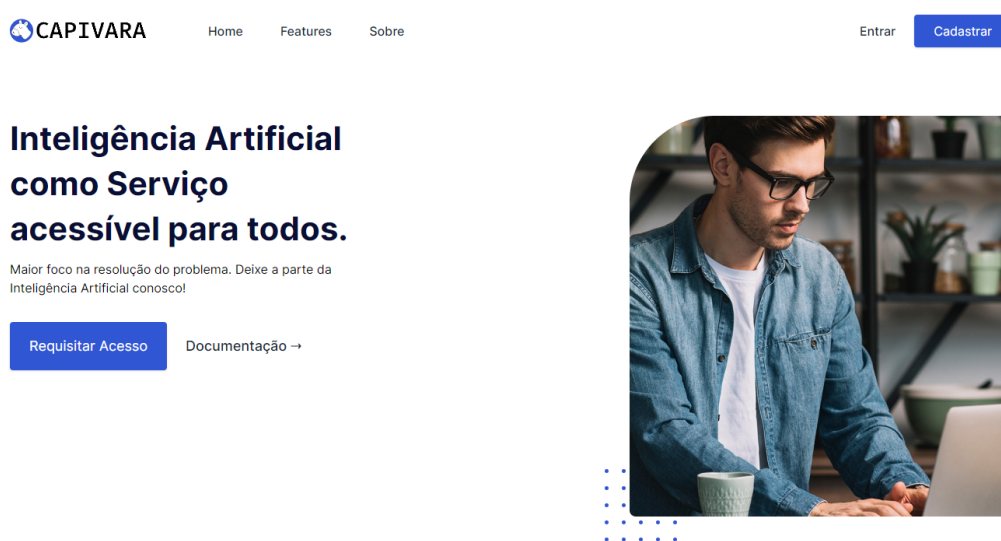 CAPIVARA
Home
Features
Sobre
Entrar
Cadastrar
Inteligência Artificial
como Serviço
acessível para todos.
Maior foco na resolução do problema. Deixe a parte da
Inteligência Artificial conosco!
Requisitar Acesso
Documentação →